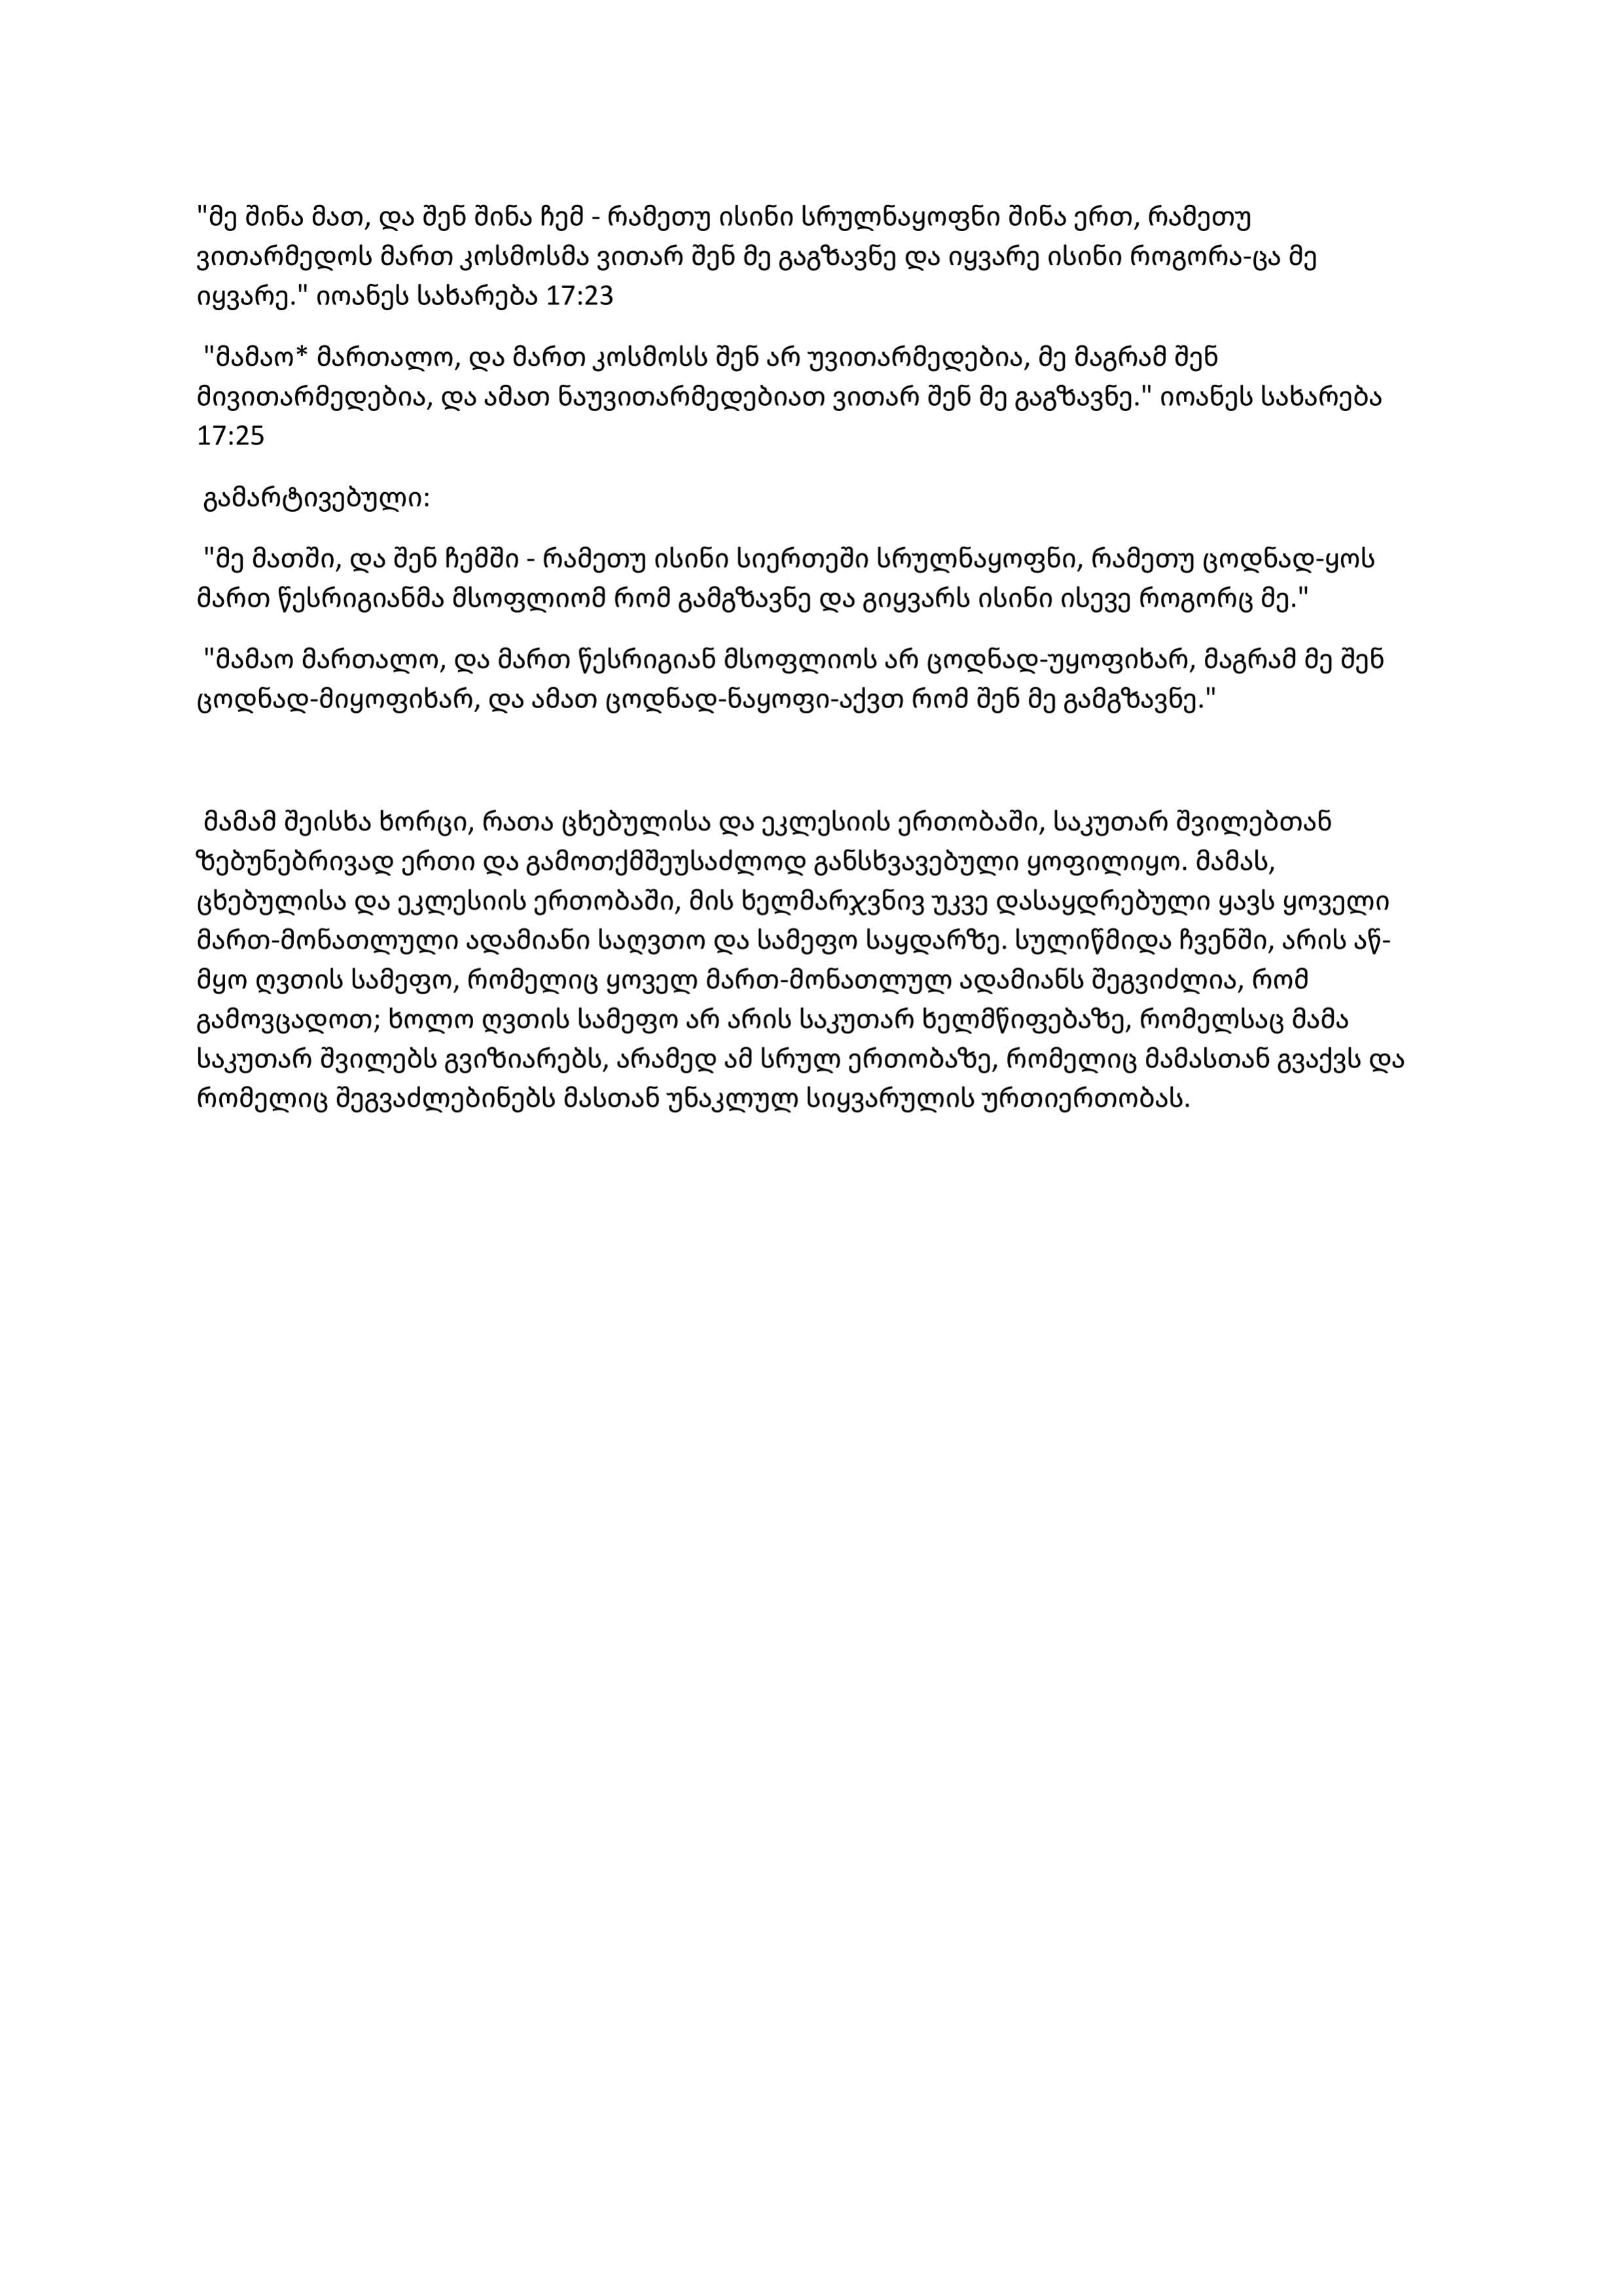 "მე შინა მათ, და შენ შინა ჩემ - რამეთუ ისინი სრულნაყოფნი შინა ერთ, რამეთუ
ვითარმედოს მართ კოსმოსმა ვითარ შენ მე გაგზავნე და იყვარე ისინი როგორა-ცა მე
იყვარე." იოანეს სახარება 17:23
"მამაო* მართალო, და მართ კოსმოსს შენ არ უვითარმედებია, მე მაგრამ შენ
მივითარმედებია, და ამათ ნაუვითარმედებიათ ვითარ შენ მე გაგზავნე." იოანეს სახარება
17:25
გამარტივებული:
"მე მათში, და შენ ჩემში - რამეთუ ისინი სიერთეში სრულნაყოფნი, რამეთუ ცოდნად-ყოს
მართ წესრიგიანმა მსოფლიომ რომ გამგზავნე და გიყვარს ისინი ისევე როგორც მე."
"მამაო მართალო, და მართ წესრიგიან მსოფლიოს არ ცოდნად-უყოფიხარ, მაგრამ მე შენ
ცოდნად-მიყოფიხარ, და ამათ ცოდნად-ნაყოფი-აქვთ რომ შენ მე გამგზავნე."
მამამ შეისხა ხორცი, რათა ცხებულისა და ეკლესიის ერთობაში, საკუთარ შვილებთან
ზებუნებრივად ერთი და გამოთქმშეუსაძლოდ განსხვავებული ყოფილიყო. მამას,
ცხებულისა და ეკლესიის ერთობაში, მის ხელმარჯვნივ უკვე დასაყდრებული ყავს ყოველი
მართ-მონათლული ადამიანი საღვთო და სამეფო საყდარზე. სულიწმიდა ჩვენში, არის აწ-
მყო ღვთის სამეფო, რომელიც ყოველ მართ-მონათლულ ადამიანს შეგვიძლია, რომ
გამოვცადოთ; ხოლო ღვთის სამეფო არ არის საკუთარ ხელმწიფებაზე, რომელსაც მამა
საკუთარ შვილებს გვიზიარებს, არამედ ამ სრულ ერთობაზე, რომელიც მამასთან გვაქვს და
რომელიც შეგვაძლებინებს მასთან უნაკლულ სიყვარულის ურთიერთობას.